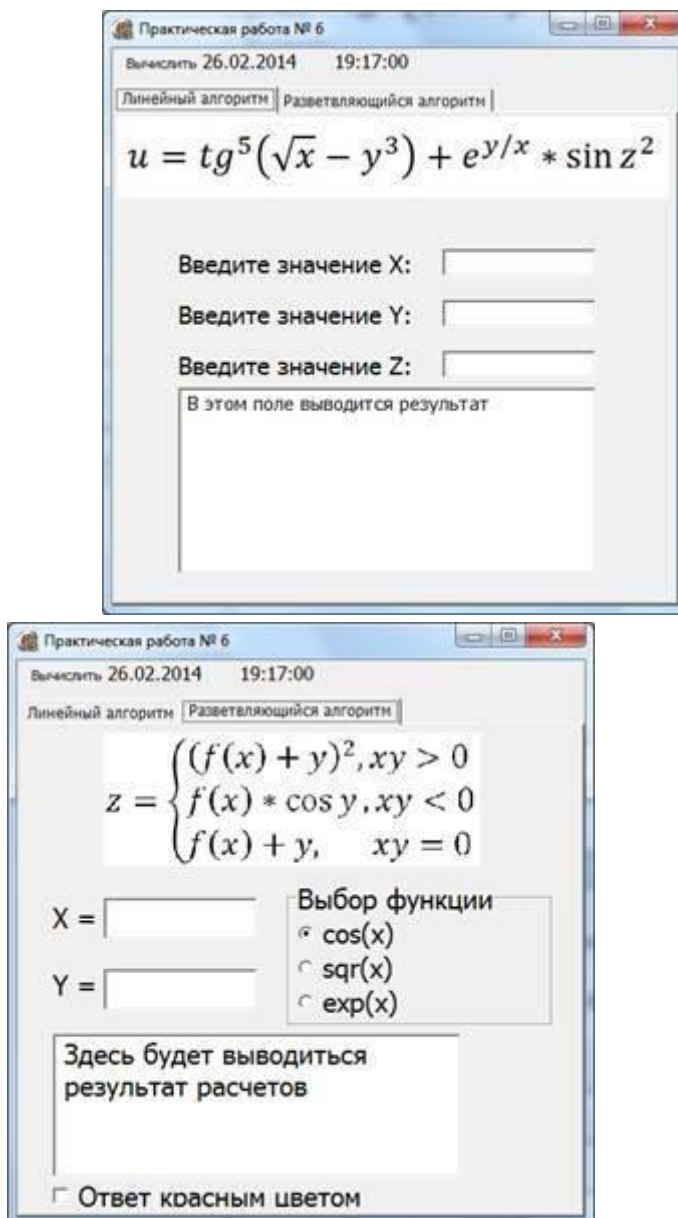 Практическая работа № 6
Вычислить 26.02.2014 19:17:00
Линейный алгоритм Разветвляющийся алгоритм
u = tg⁵(√x − y³) + e^{y/x} * sin z²
Введите значение X:
Введите значение Y:
Введите значение Z:
В этом поле выводится результат
Практическая работа № 6
Вычислить 26.02.2014 19:17:00
Линейный алгоритм Разветвляющийся алгоритм
(f(x) + y)², xy > 0
z = { f(x) * cos y, xy < 0
f(x) + y, xy = 0
Выбор функции
X = cos(x)
sqr(x)
Y = exp(x)
Здесь будет выводиться
результат расчетов
Ответ красным цветом